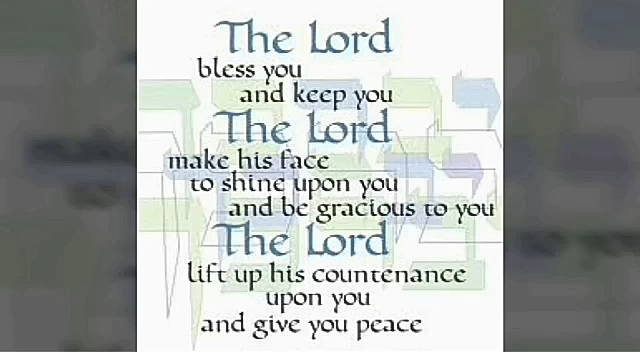 The Lord
bless you
and keep you
The Lord
make his face
to shine upon you
and be gracious to you
The Lord
lift up his countenance
upon you
and give you peace